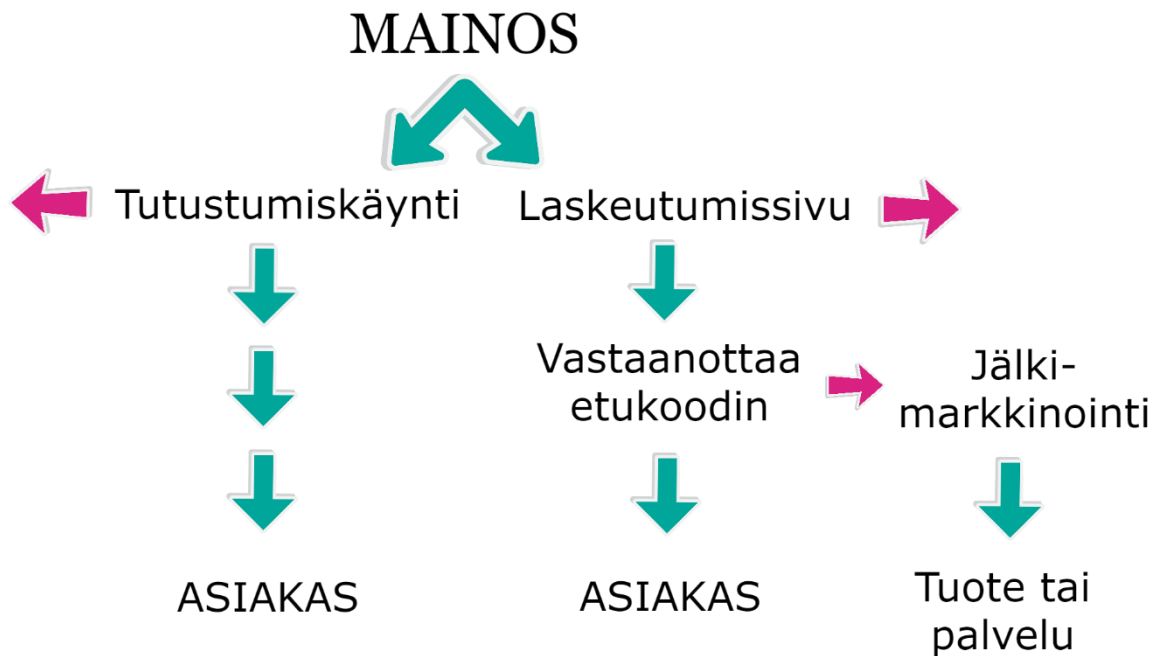 MAINOS
Tutustumiskäynti
Laskeutumissivu
Vastaanottaa
etukoodin
Jälki-
markkinointi
ASIAKAS
ASIAKAS
Tuote tai
palvelu